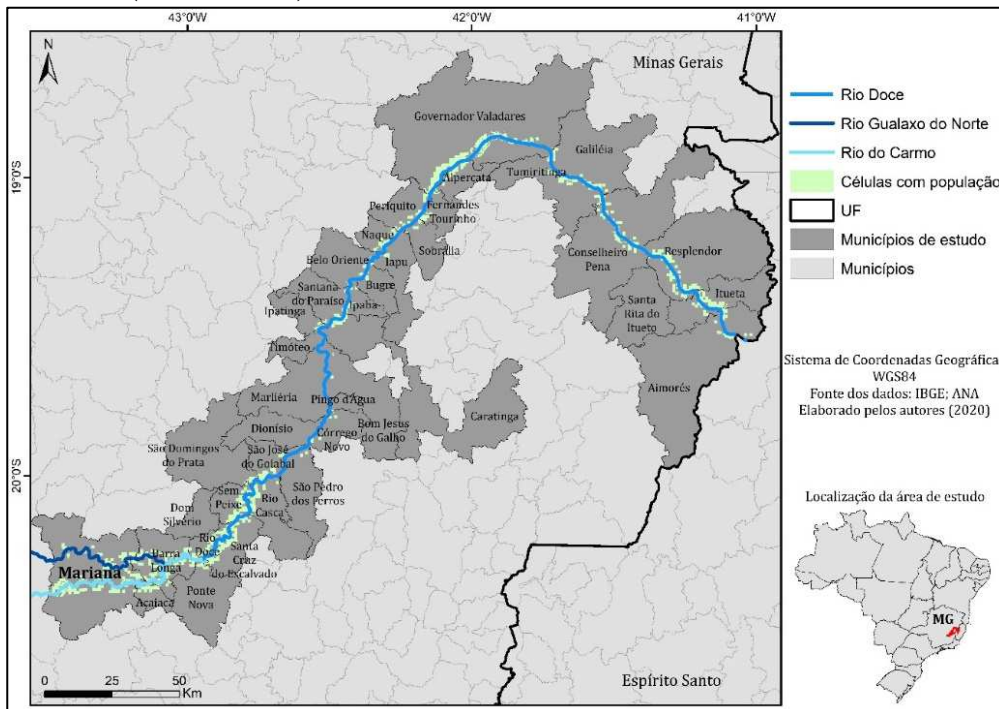 43°0'W
42°0'W
41°0'W
N
Minas Gerais
Governador Valadares
Galiléia
19°0'S
Alpercata
Tumiritinga
Periquito
Fernandes
Tourinho
Naque
Sobrália
Belo Oriente
Iapu
Conselheiro
Pena
Resplendor
Bugre
Santana
do Paraíso
Ipaba
Itueta
Ipatinga
Santa
Rita do
Itueto
Timóteo
Aimorés
Marliéria
Pingo d'Água
Caratinga
Dionísio
Bom Jesus
do Galho
Córrego
Novo
São Domingos
do Prata
São José
do Goiabal
20°0'S
Sem
Peixe
Rio
Casca
São Pedro
dos Ferros
Dom
Silvério
Rio
Doce
Barra
Longa
Santa
Cruz
do Escalvado
Mariana
Acaiaca
Ponte
Nova
Espírito Santo
0 25 50
Km
Rio Doce
Rio Gualaxo do Norte
Rio do Carmo
Células com população
UF
Municípios de estudo
Municípios
Sistema de Coordenadas Geográfica
WGS84
Fonte dos dados: IBGE; ANA
Elaborado pelos autores (2020)
Localização da área de estudo
MG